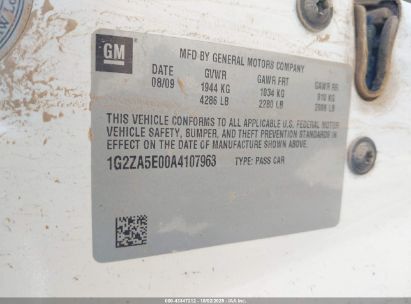 GM
MFD BY GENERAL MOTORS COMPANY
DATE GVWR GAWR FRT GAWR RR
08/09 1944 KG 1034 KG 910 KG
4286 LB 2280 LB 2006 LB
THIS VEHICLE CONFORMS TO ALL APPLICABLE U.S. FEDERAL MOTOR
VEHICLE SAFETY, BUMPER, AND THEFT PREVENTION STANDARDS IN
EFFECT ON THE DATE OF MANUFACTURE SHOWN ABOVE.
1G2ZA5E00A4107963 TYPE: PASS CAR